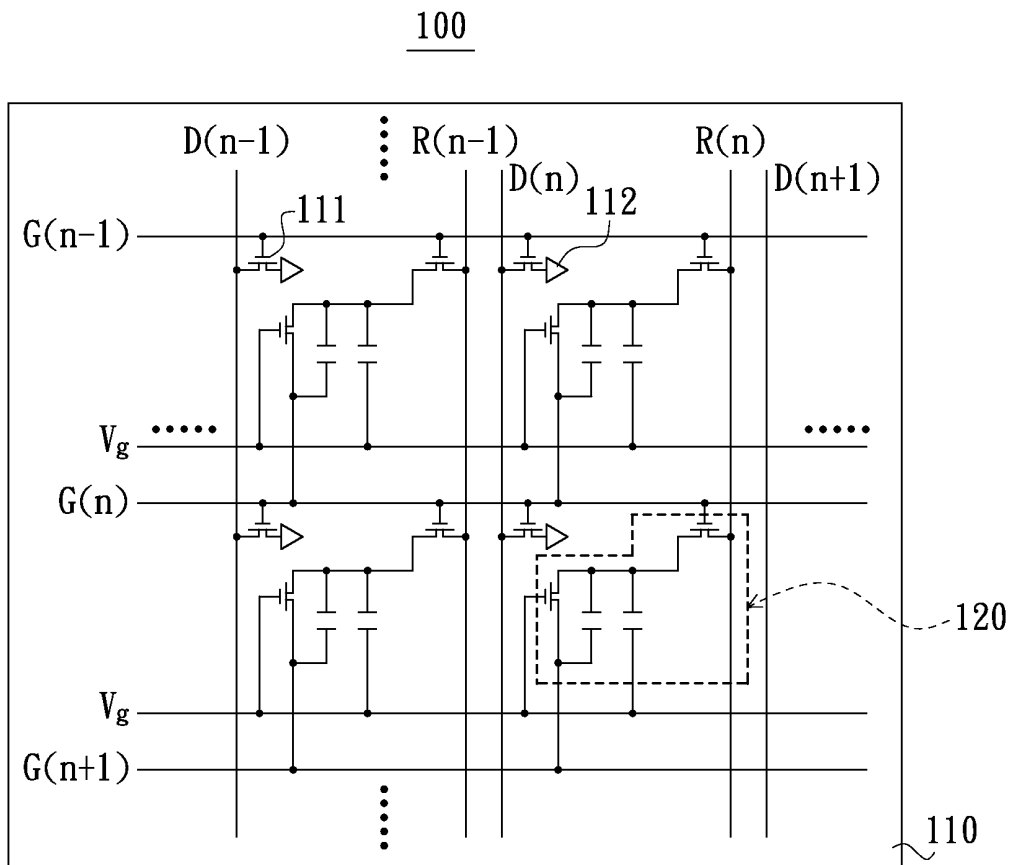 100
D(n-1)
R(n-1)
R(n)
D(n)
D(n+1)
111
112
G(n-1)
Vg
G(n)
120
Vg
G(n+1)
110